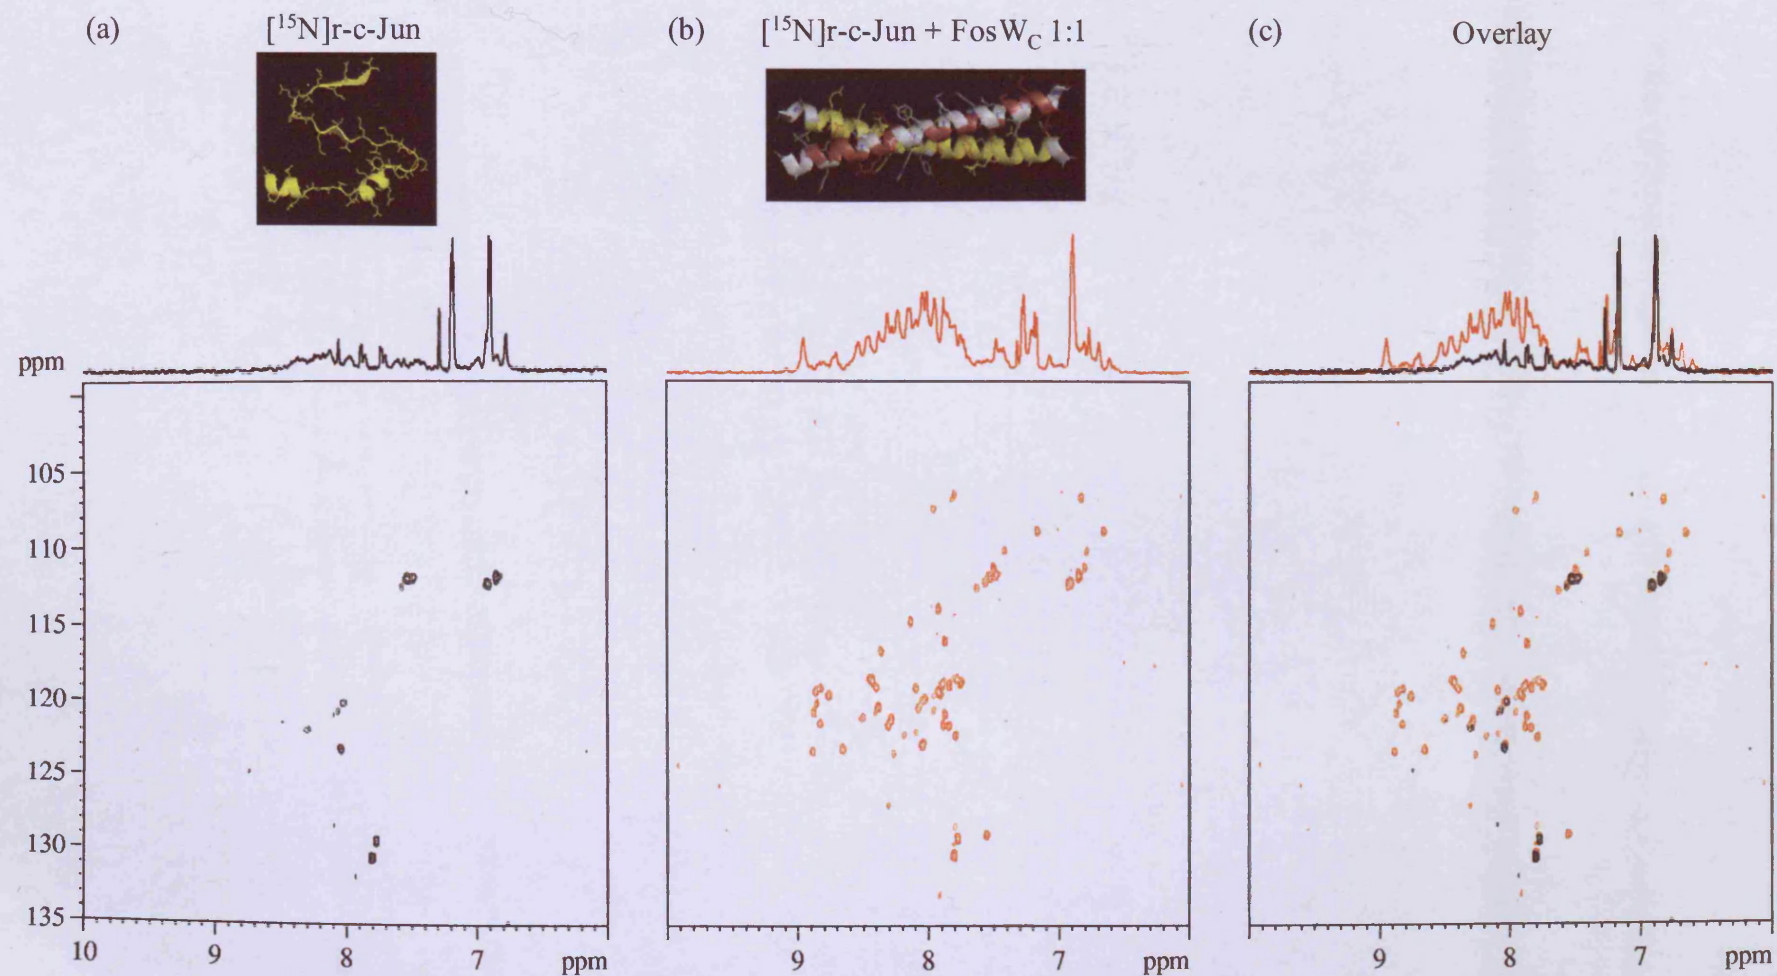 (a)
[¹⁵N]r-c-Jun
(b)
[¹⁵N]r-c-Jun + FosW_C 1:1
(c)
Overlay
ppm
105
110
115
120
125
130
135
10 9 8 7 ppm
9 8 7 ppm
9 8 7 ppm